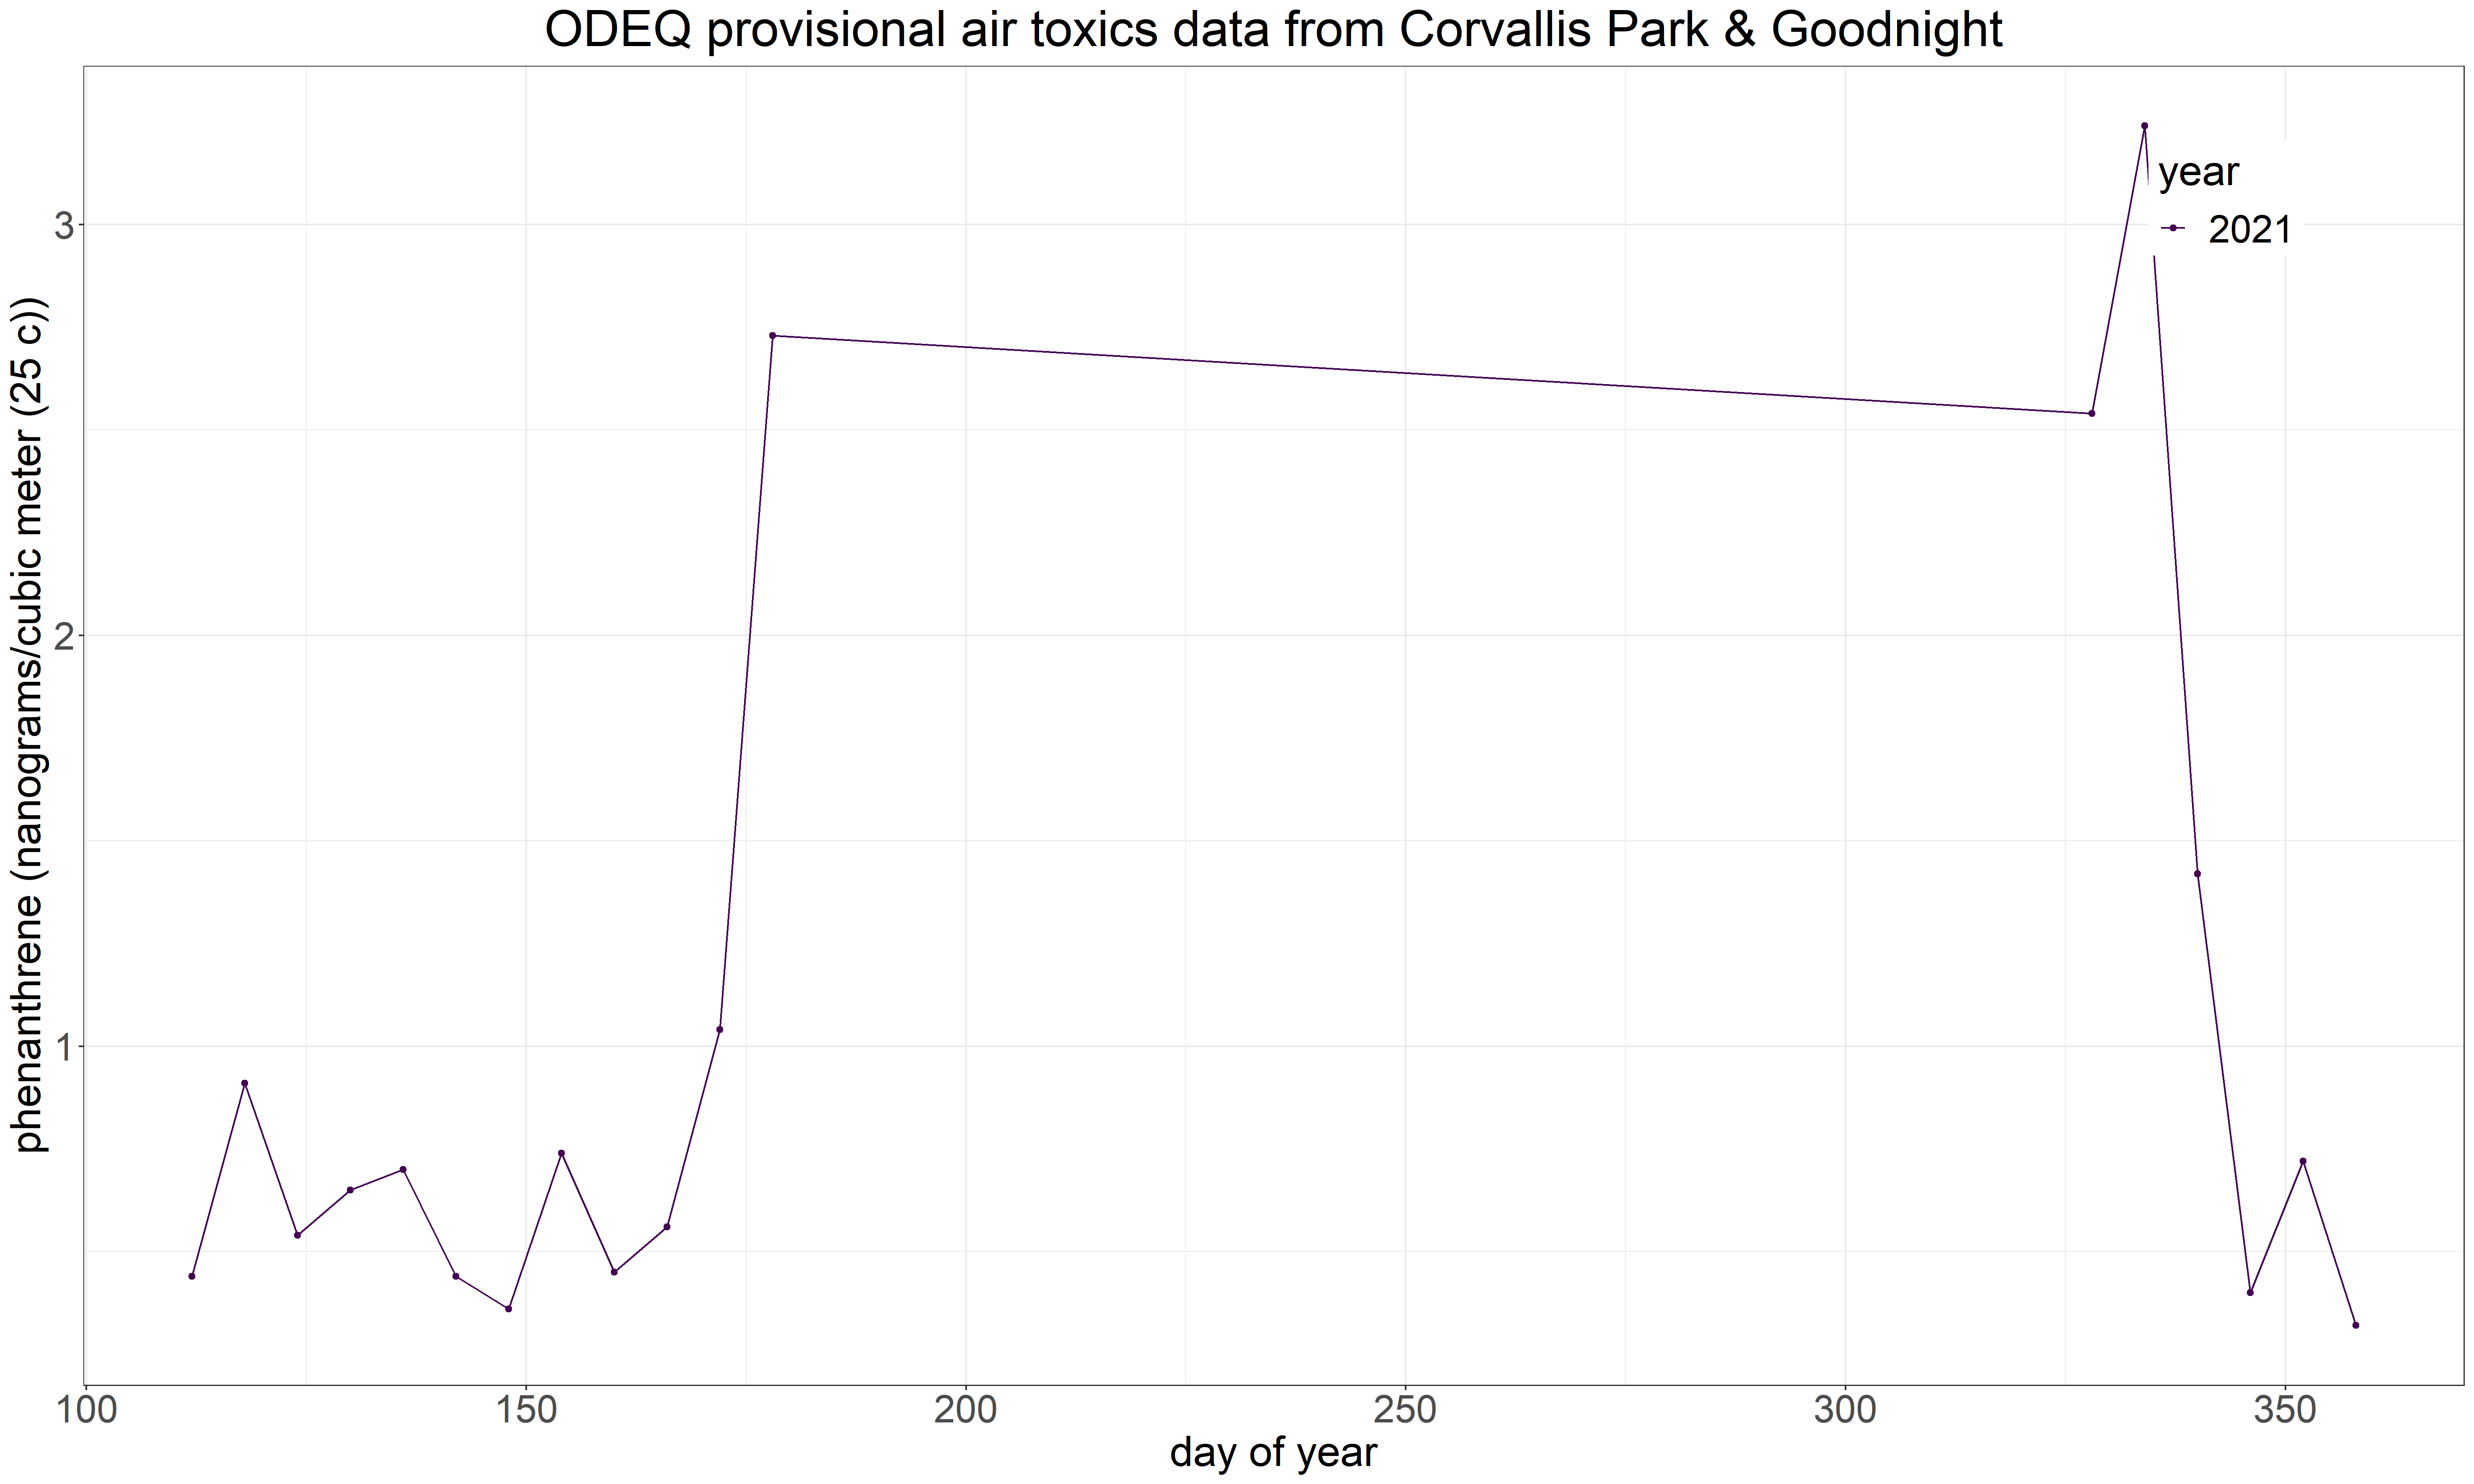 ODEQ provisional air toxics data from Corvallis Park & Goodnight
phenanthrene (nanograms/cubic meter (25 c))
3
2
1
year
2021
100 150 200 250 300 350
day of year